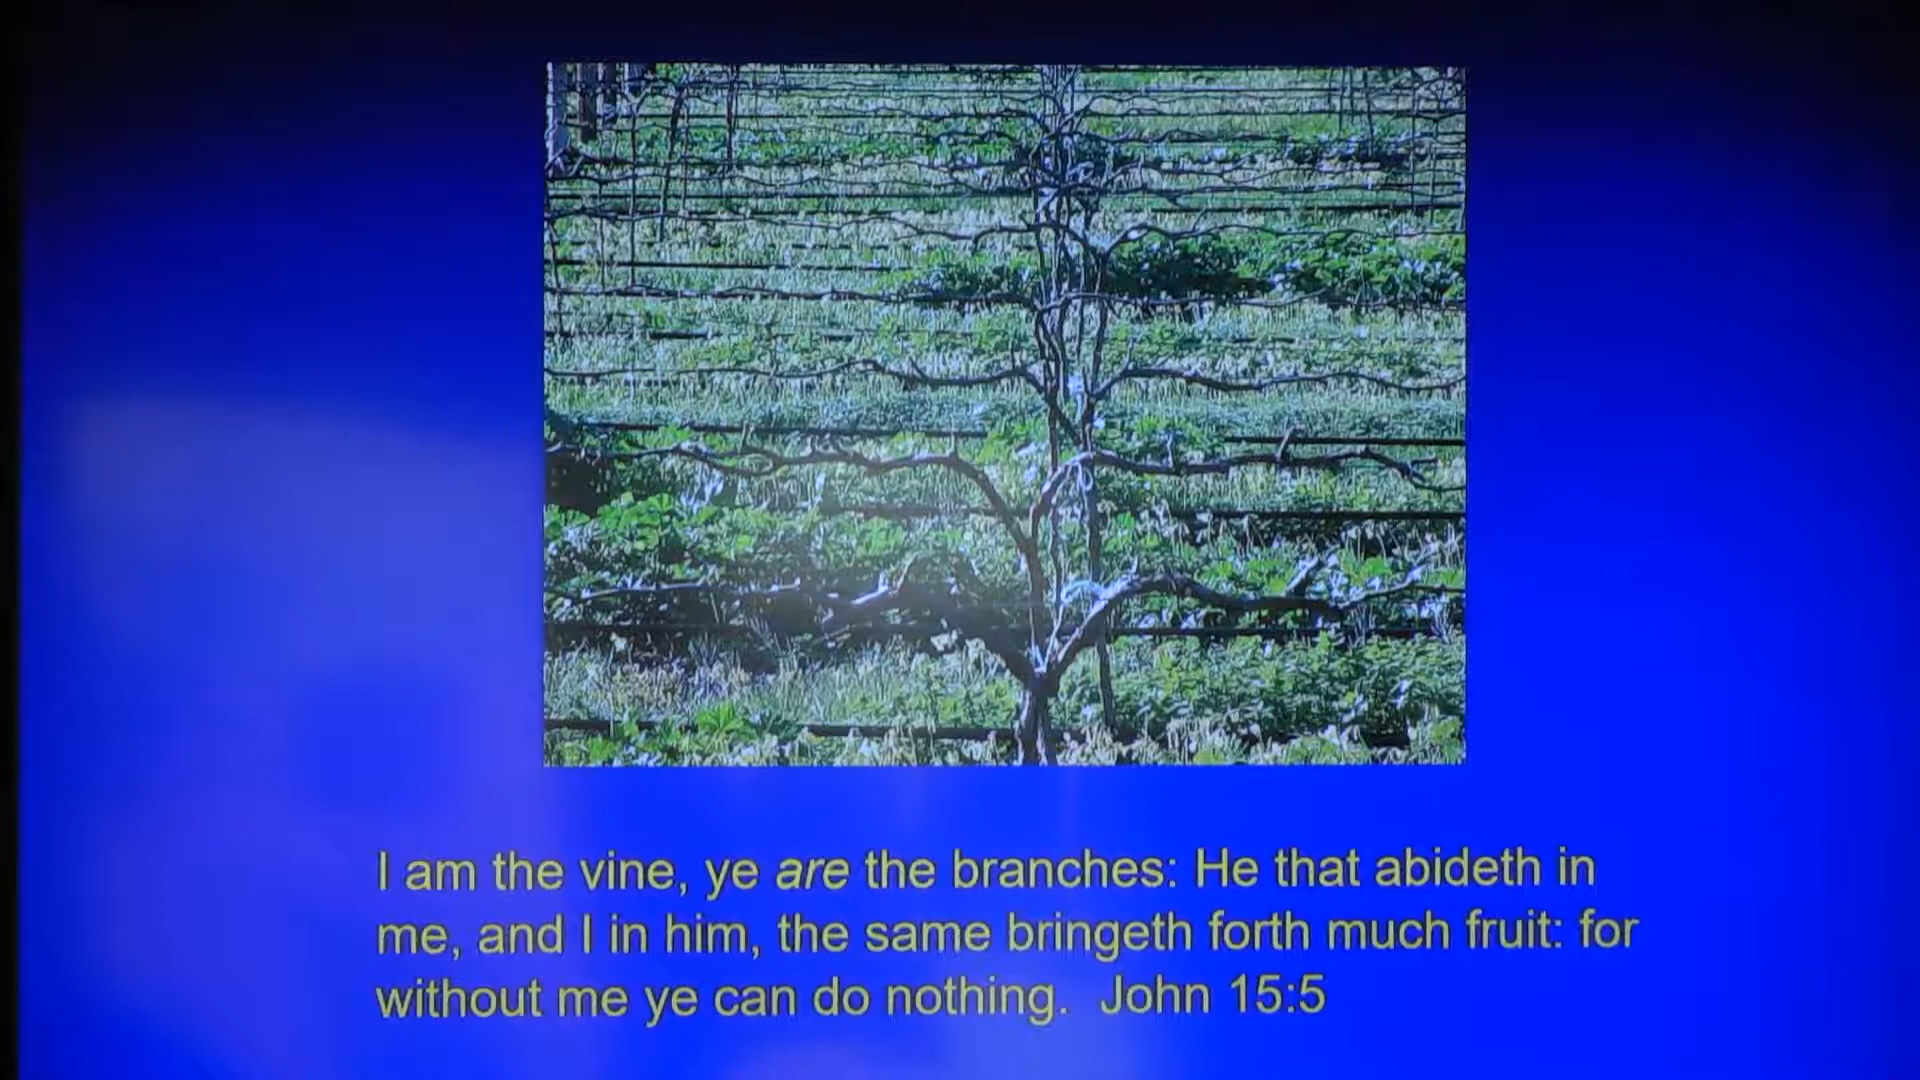 I am the vine, ye are the branches: He that abideth in
me, and I in him, the same bringeth forth much fruit: for
without me ye can do nothing. John 15:5